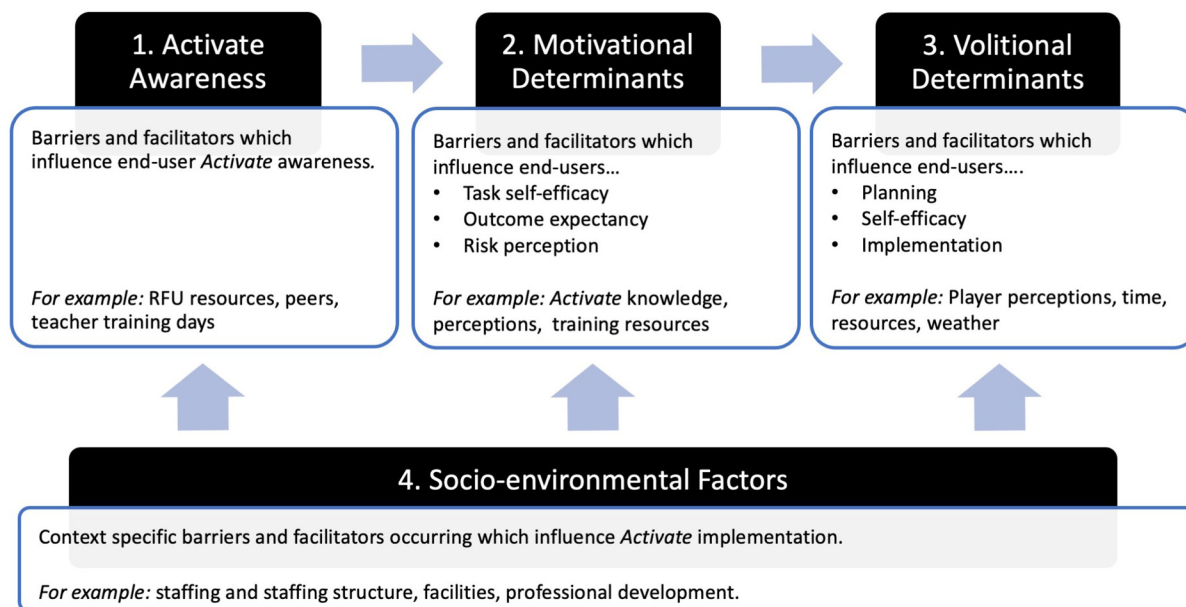 1. Activate
Awareness
Barriers and facilitators which
influence end-user Activate awareness.
For example: RFU resources, peers,
teacher training days
2. Motivational
Determinants
Barriers and facilitators which
influence end-users…
• Task self-efficacy
• Outcome expectancy
• Risk perception
For example: Activate knowledge,
perceptions, training resources
3. Volitional
Determinants
Barriers and facilitators which
influence end-users….
• Planning
• Self-efficacy
• Implementation
For example: Player perceptions, time,
resources, weather
4. Socio-environmental Factors
Context specific barriers and facilitators occurring which influence Activate implementation.
For example: staffing and staffing structure, facilities, professional development.